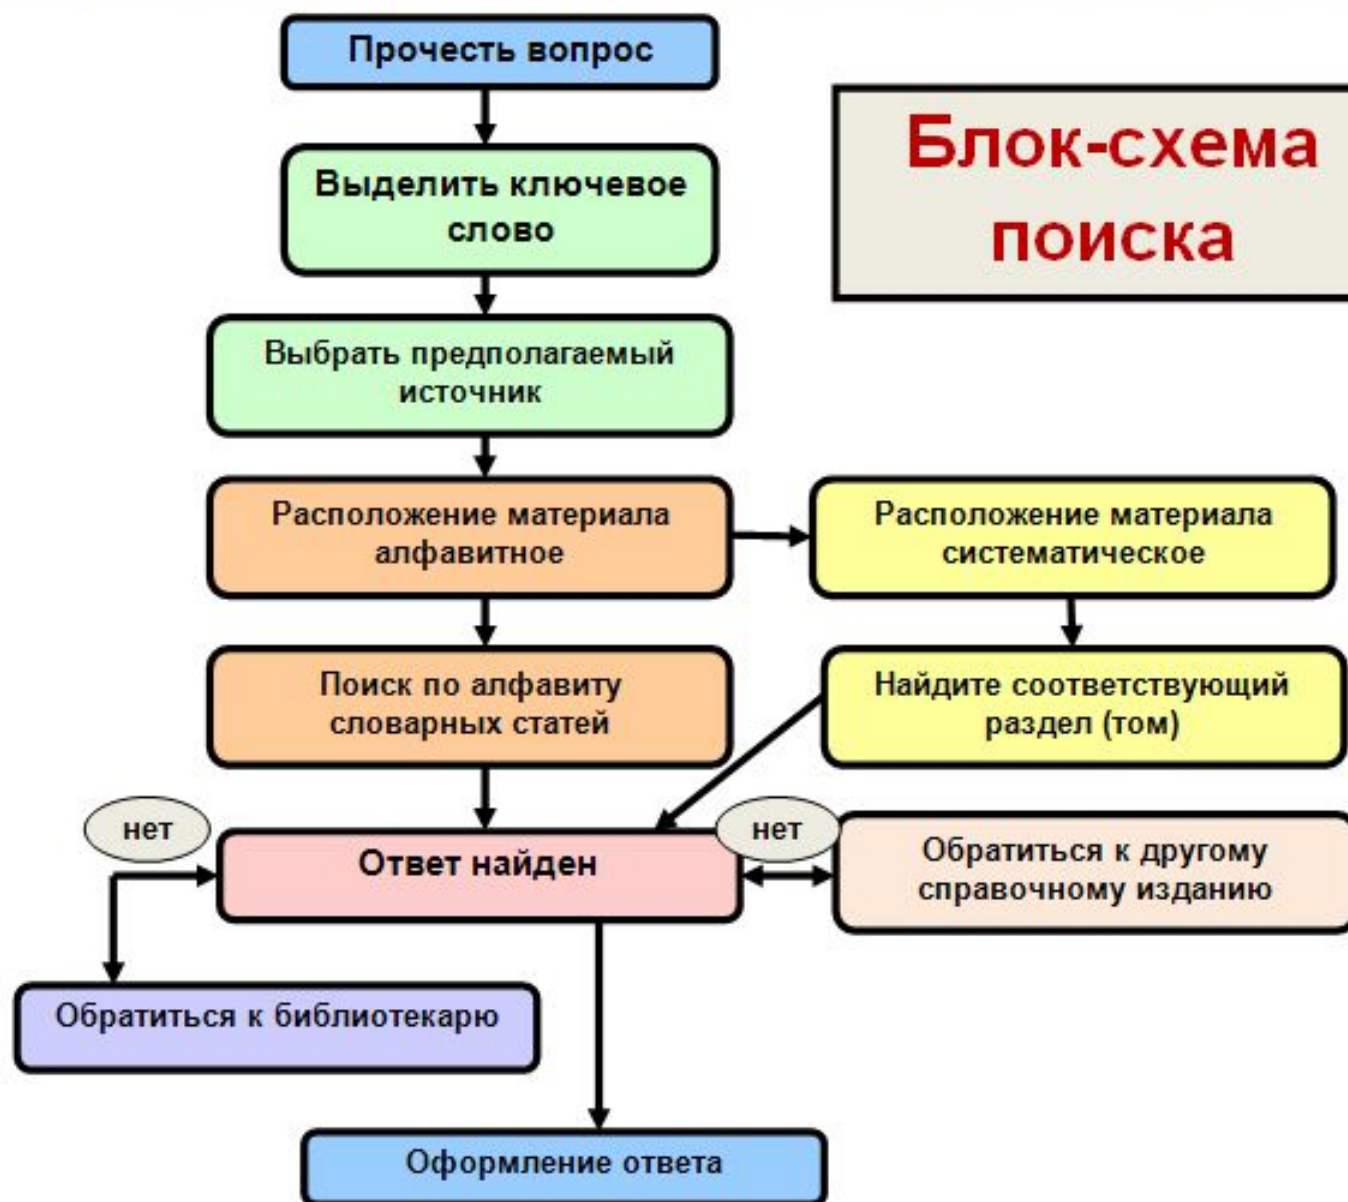 Прочесть вопрос
Блок-схема
поиска
Выделить ключевое
слово
Выбрать предполагаемый
источник
Расположение материала
алфавитное
Расположение материала
систематическое
Поиск по алфавиту
словарных статей
Найдите соответствующий
раздел (том)
нет
Ответ найден
нет
Обратиться к другому
справочному изданию
Обратиться к библиотекарю
Оформление ответа